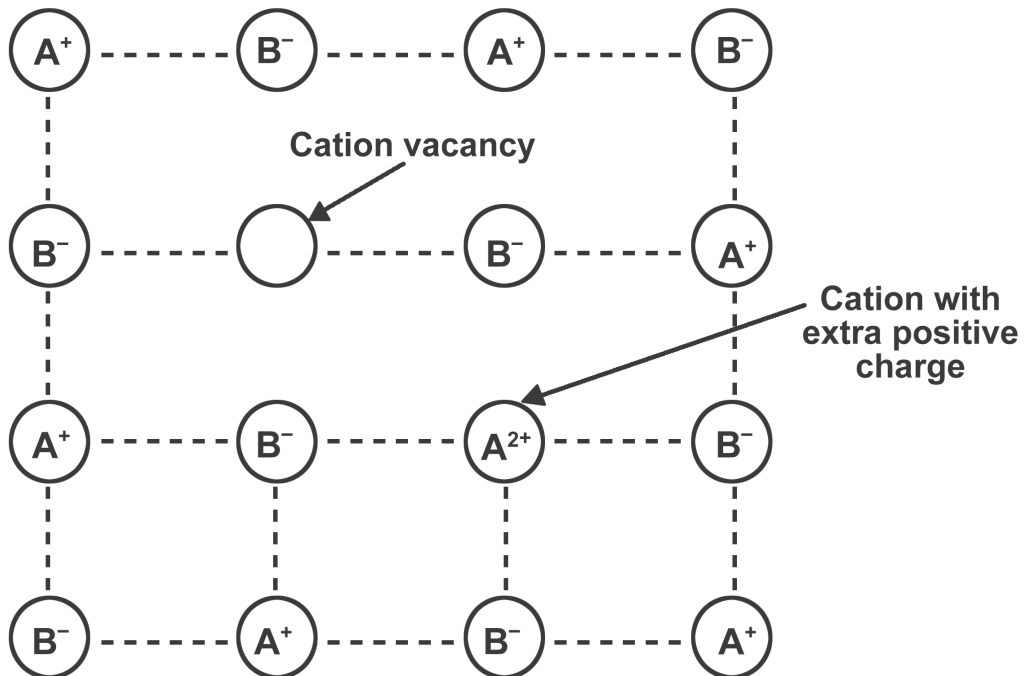 A⁺ B⁻ A⁺ B⁻
Cation vacancy
B⁻ B⁻ A⁺
Cation with
extra positive
charge
A⁺ B⁻ A²⁺ B⁻
B⁻ A⁺ B⁻ A⁺